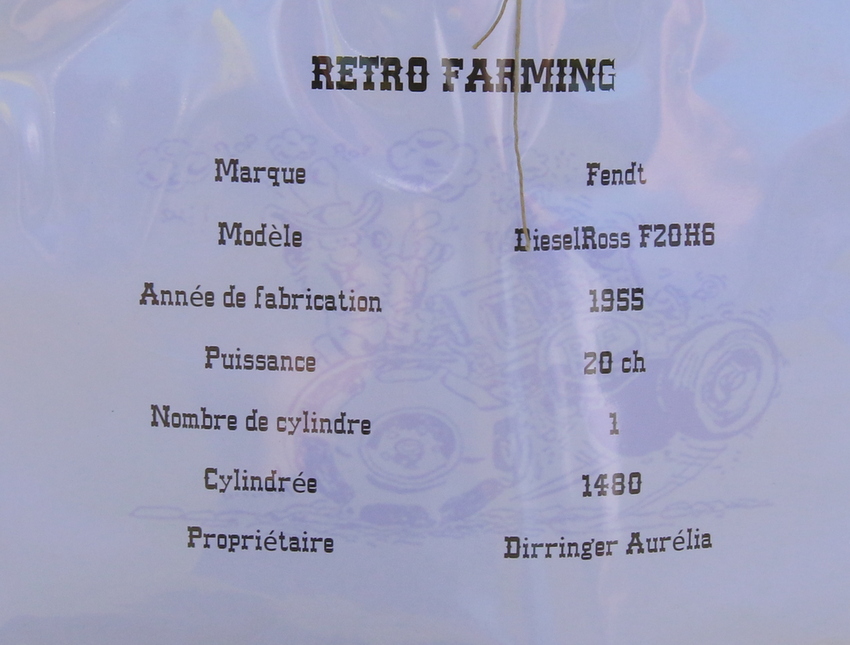 RETRO FARMING
Marque Fendt
Modèle DieselRoss F20H6
Année de fabrication 1955
Puissance 20 ch
Nombre de cylindre 1
Cylindrée 1480
Propriétaire Dirringer Aurélia